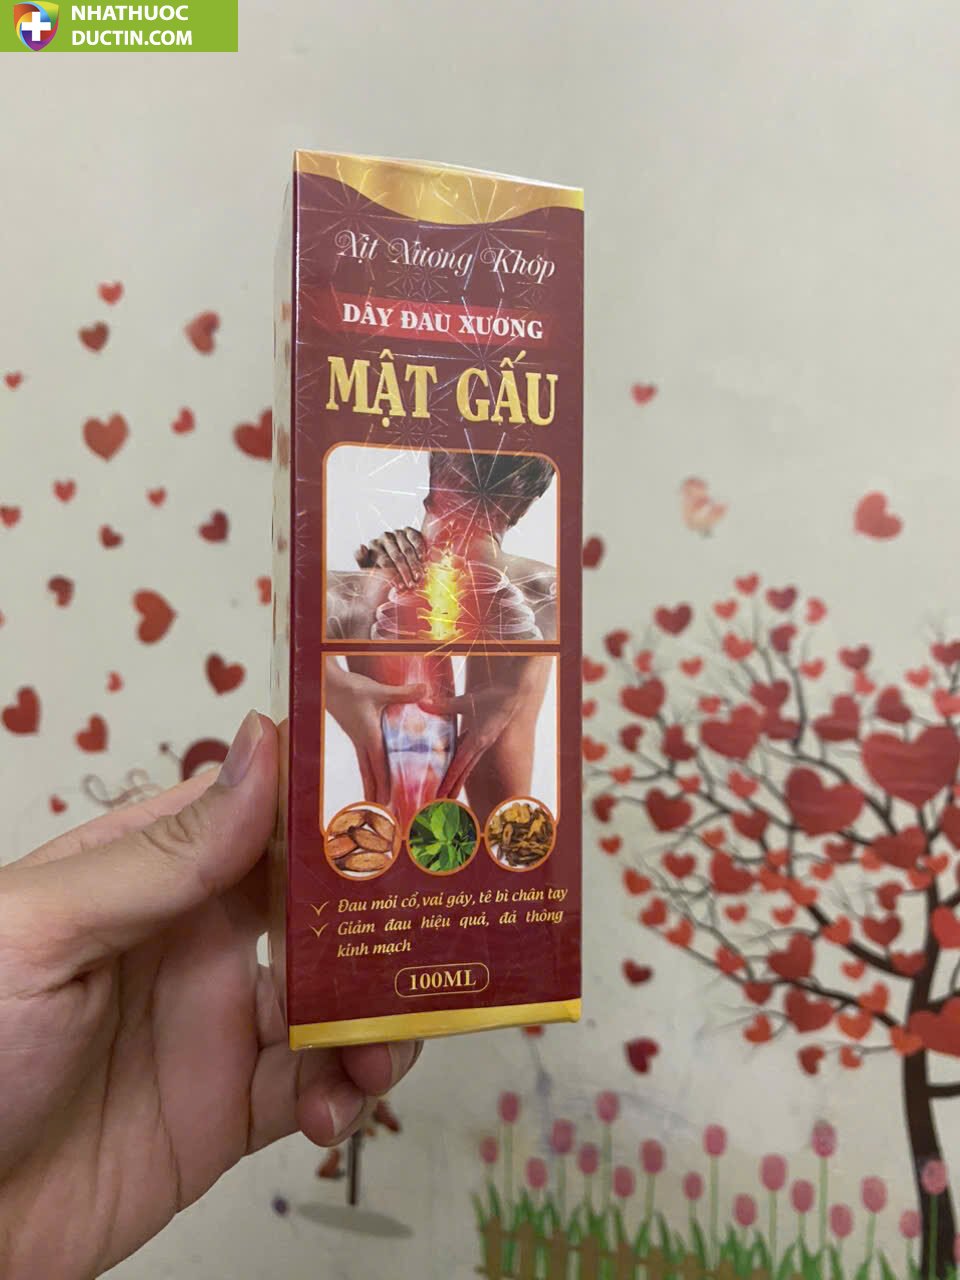 NHATHUOC
DUCTIN.COM
Xịt Xương Khớp
DÂY ĐAU XƯƠNG
MẬT GẤU
Đau mỏi cổ, vai gáy, tê bì chân tay
Giảm đau hiệu quả, đả thông
kinh mạch
100ML